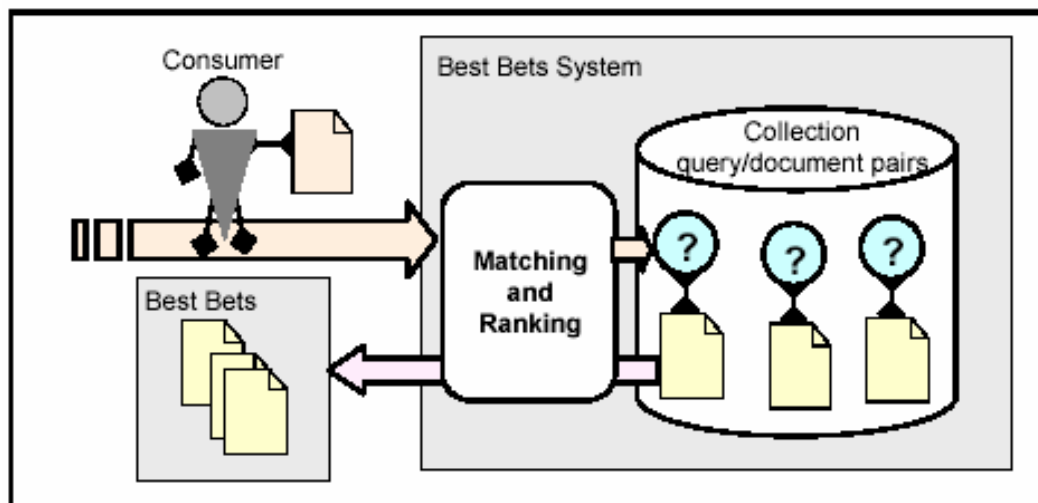 Consumer
Best Bets System
Collection
query/document pairs
? ? ?
Matching
and
Ranking
Best Bets